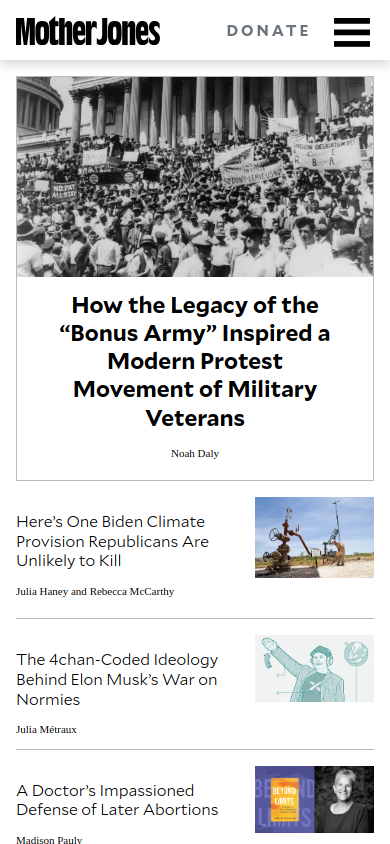 Mother Jones
DONATE
How the Legacy of the
“Bonus Army” Inspired a
Modern Protest
Movement of Military
Veterans
Noah Daly
Here’s One Biden Climate
Provision Republicans Are
Unlikely to Kill
Julia Haney and Rebecca McCarthy
The 4chan-Coded Ideology
Behind Elon Musk’s War on
Normies
Julia Métraux
A Doctor’s Impassioned
Defense of Later Abortions
BEYOND
LIMITS
Madison Pauly